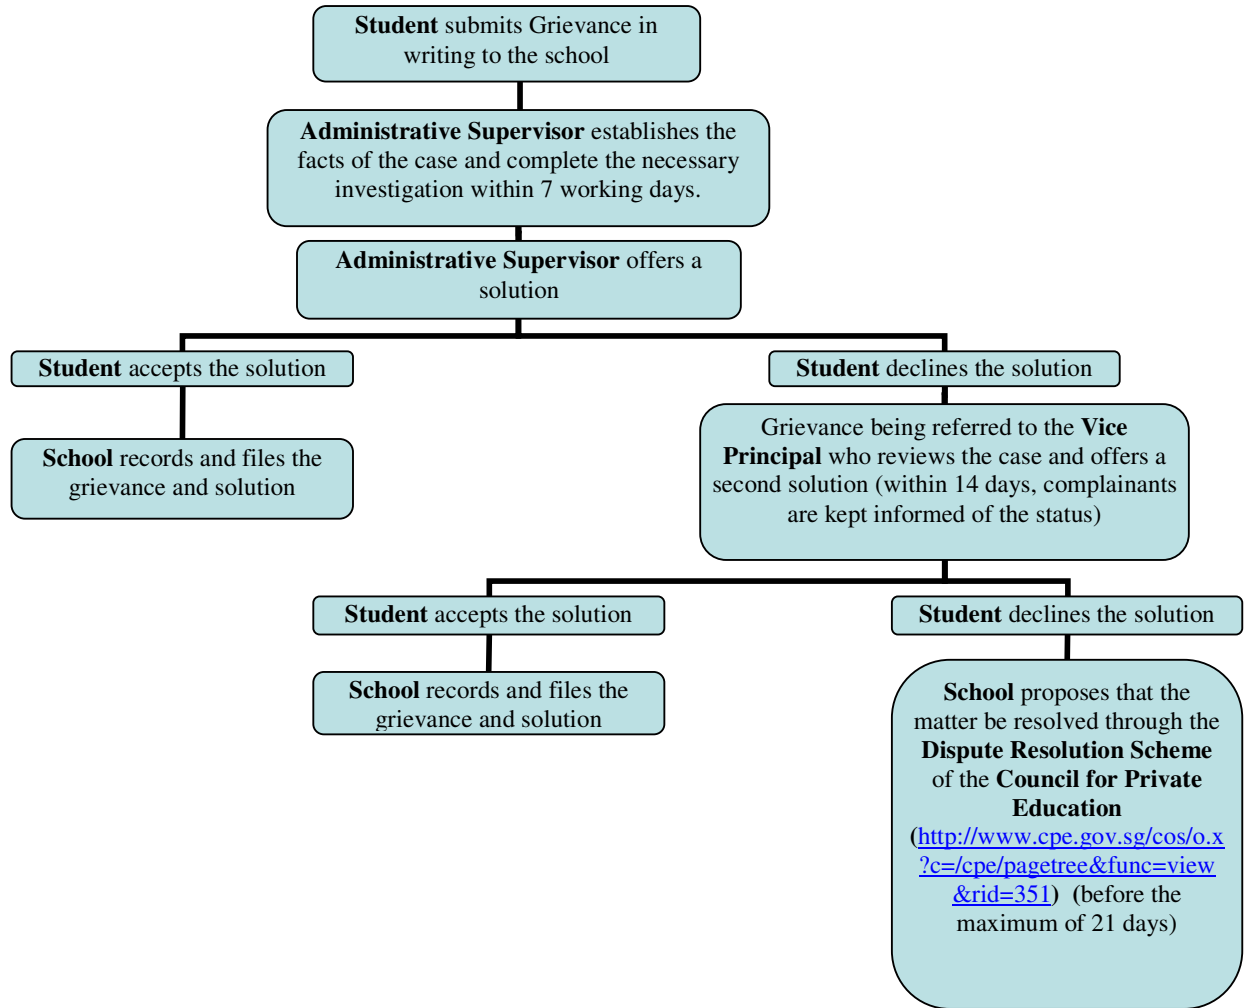 Student submits Grievance in
writing to the school
Administrative Supervisor establishes the
facts of the case and complete the necessary
investigation within 7 working days.
Administrative Supervisor offers a
solution
Student accepts the solution
Student declines the solution
School records and files the
grievance and solution
Grievance being referred to the Vice
Principal who reviews the case and offers a
second solution (within 14 days, complainants
are kept informed of the status)
Student accepts the solution
Student declines the solution
School records and files the
grievance and solution
School proposes that the
matter be resolved through the
Dispute Resolution Scheme
of the Council for Private
Education
(http://www.cpe.gov.sg/cos/o.x
?c=/cpe/pagetree&func=view
&rid=351) (before the
maximum of 21 days)